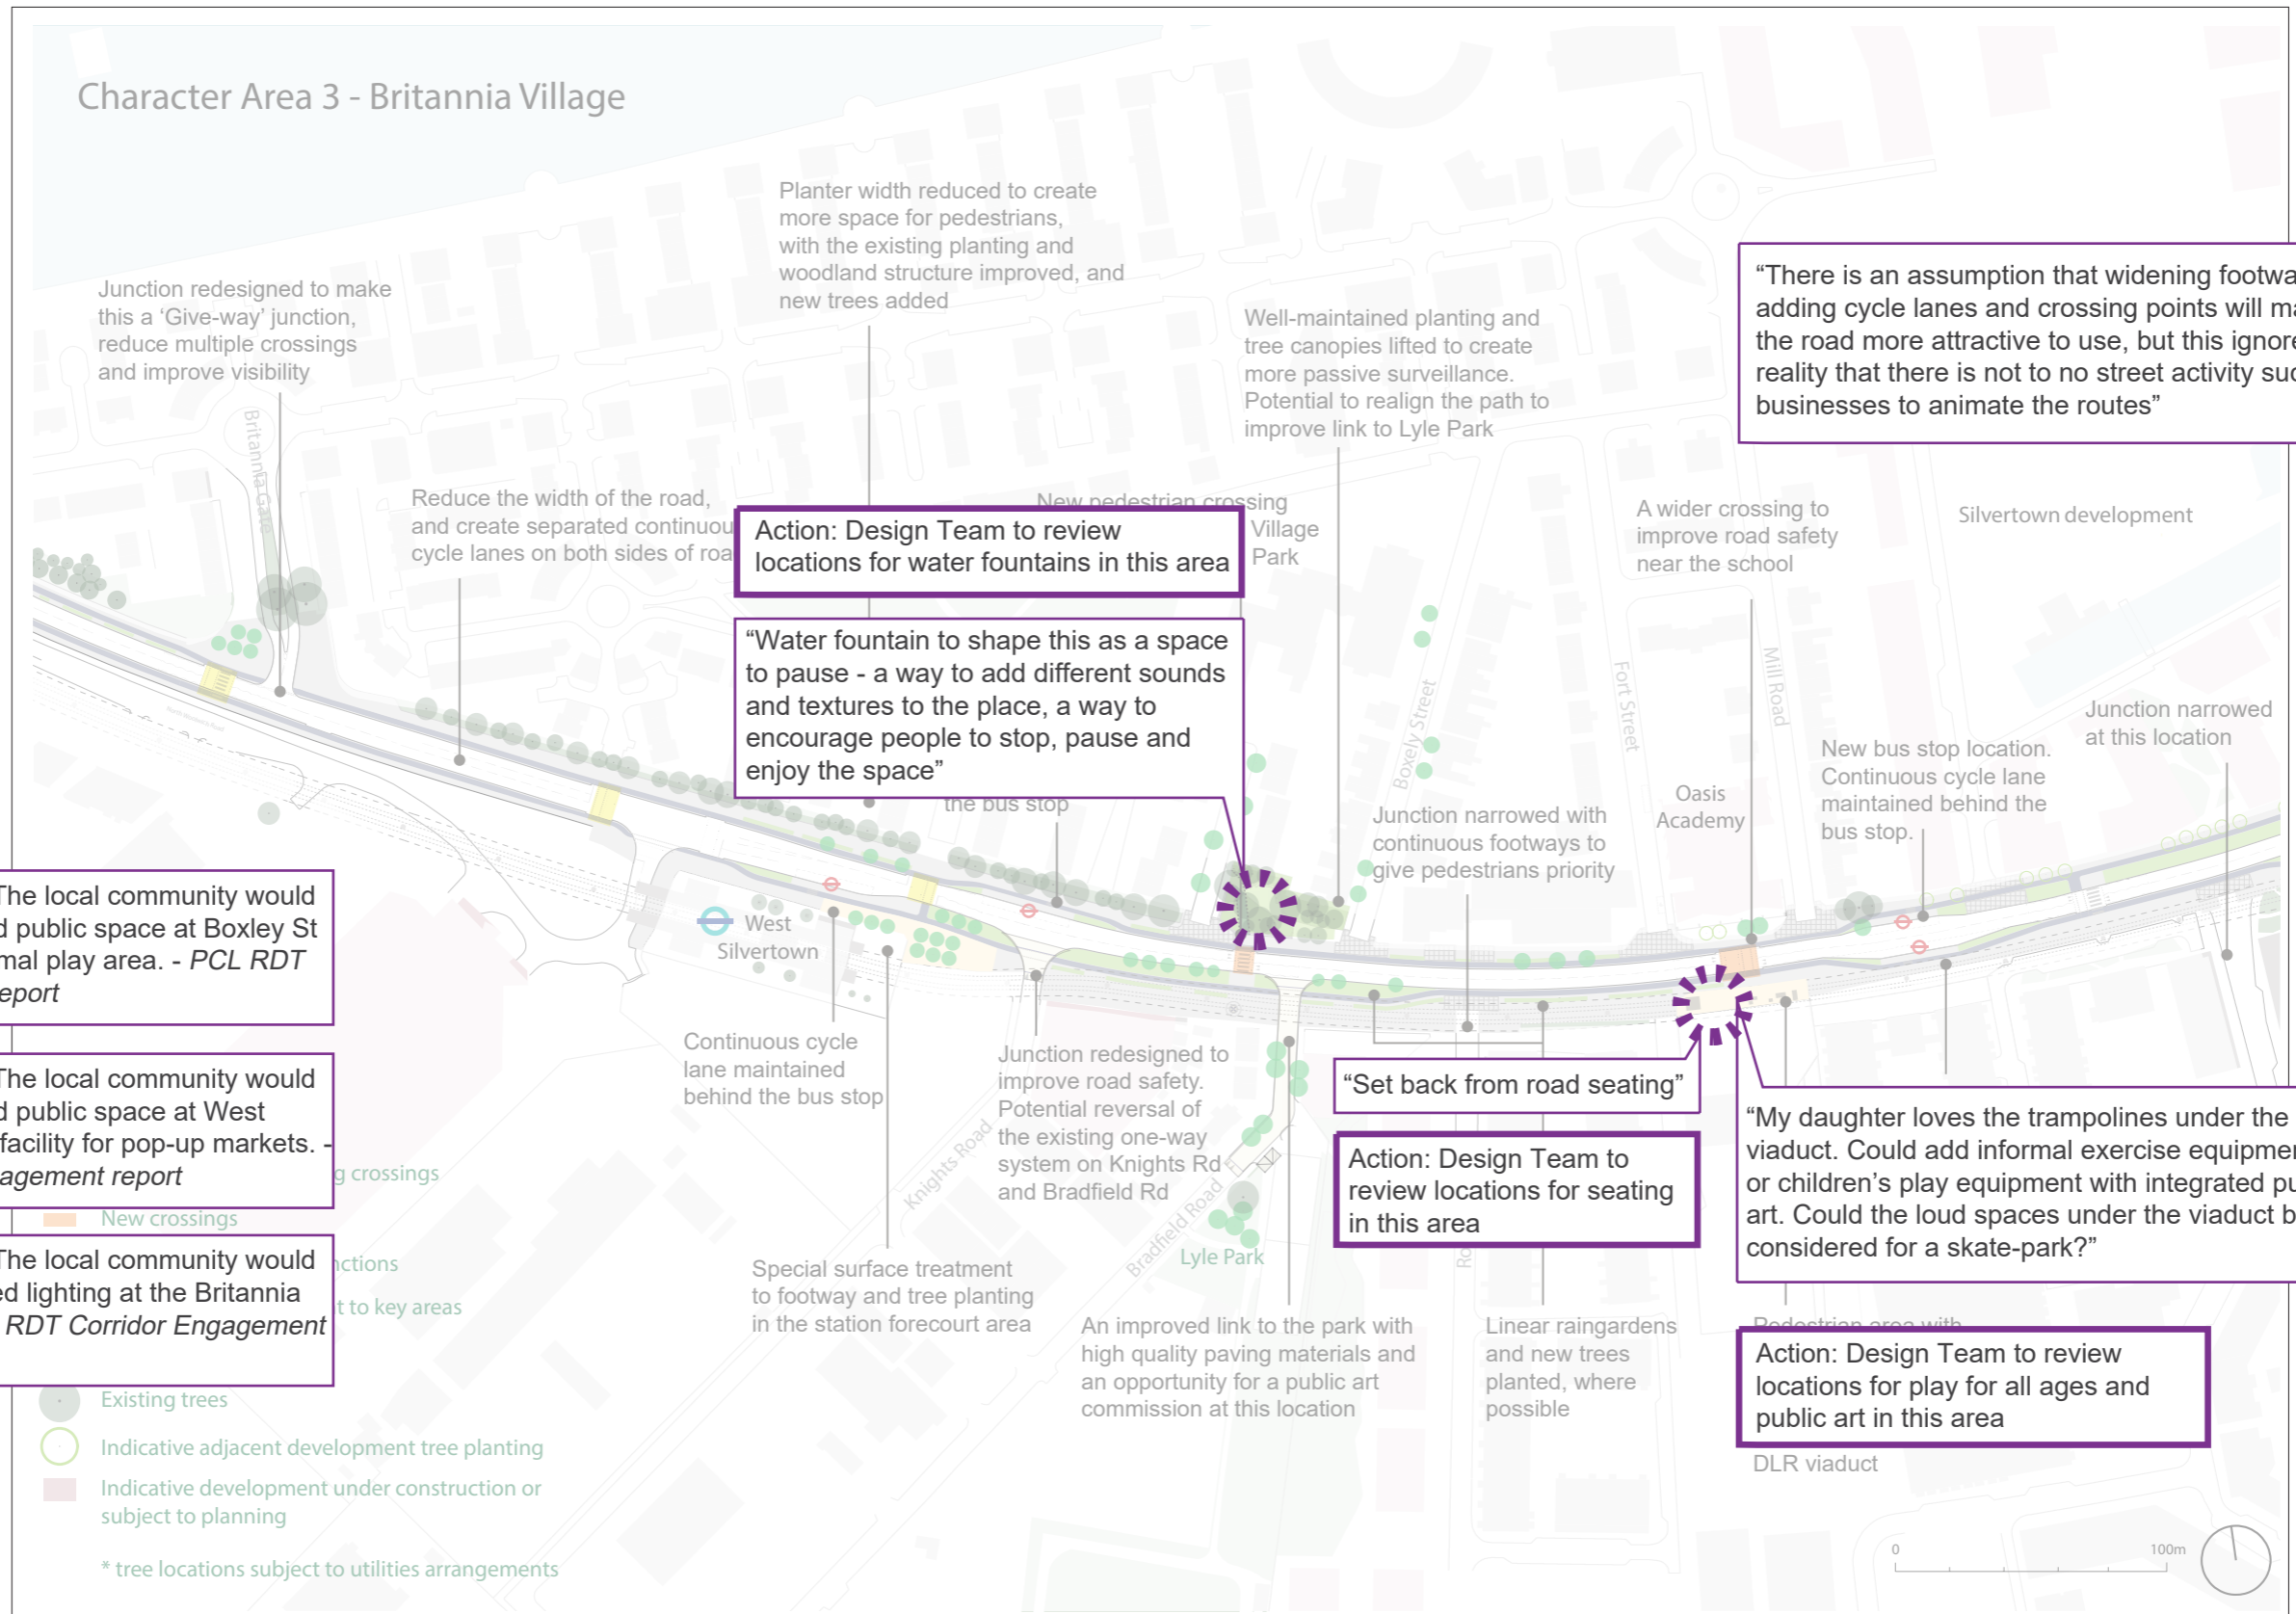 Character Area 3 - Britannia Village
Planter width reduced to create
more space for pedestrians,
with the existing planting and
woodland structure improved, and
new trees added
Junction redesigned to make
this a ‘Give-way’ junction,
reduce multiple crossings
and improve visibility
Well-maintained planting and
tree canopies lifted to create
more passive surveillance.
Potential to realign the path to
improve link to Lyle Park
“There is an assumption that widening
adding cycle lanes and crossing points will
the road more attractive to use, but this
reality that there is not to no street activity
businesses to animate the routes”
Britannia Gate
Reduce the width of the road,
and create separated
cycle lanes on both sides of
New pedestrian crossing
Village
Park
Action: Design Team to review
locations for water fountains in this area
A wider crossing to
improve road safety
near the school
Silvertown development
“Water fountain to shape this as a space
to pause - a way to add different sounds
and textures to the place, a way to
encourage people to stop, pause and
enjoy the space”
the bus stop
Boxely Street
Fort Street
Mill Road
Junction narrowed
at this location
New bus stop location.
Continuous cycle lane
maintained behind the
bus stop.
Oasis
Academy
Junction narrowed with
continuous footways to
give pedestrians priority
The local community would
public space at Boxley St
play area. - PCL RDT
West
Silvertown
Continuous cycle
lane maintained
behind the bus stop
Junction redesigned to
improve road safety.
Potential reversal of
the existing one-way
system on Knights Rd
and Bradfield Rd
“Set back from road seating”
Action: Design Team to
review locations for seating
in this area
“My daughter loves the trampolines under the
viaduct. Could add informal exercise
or children’s play equipment with integrated
art. Could the loud spaces under the viaduct
considered for a skate-park?”
The local community would
public space at West
facility for pop-up markets. -
report
crossings
New crossings
The local community would
lighting at the Britannia
RDT Corridor Engagement
to key areas
Knights Road
Bradfield Road
Lyle Park
Special surface treatment
to footway and tree planting
in the station forecourt area
An improved link to the park with
high quality paving materials and
an opportunity for a public art
commission at this location
Linear raingardens
and new trees
planted, where
possible
Pedestrian area with
Action: Design Team to review
locations for play for all ages and
public art in this area
DLR viaduct
Existing trees
Indicative adjacent development tree planting
Indicative development under construction or
subject to planning
* tree locations subject to utilities arrangements
0 100m